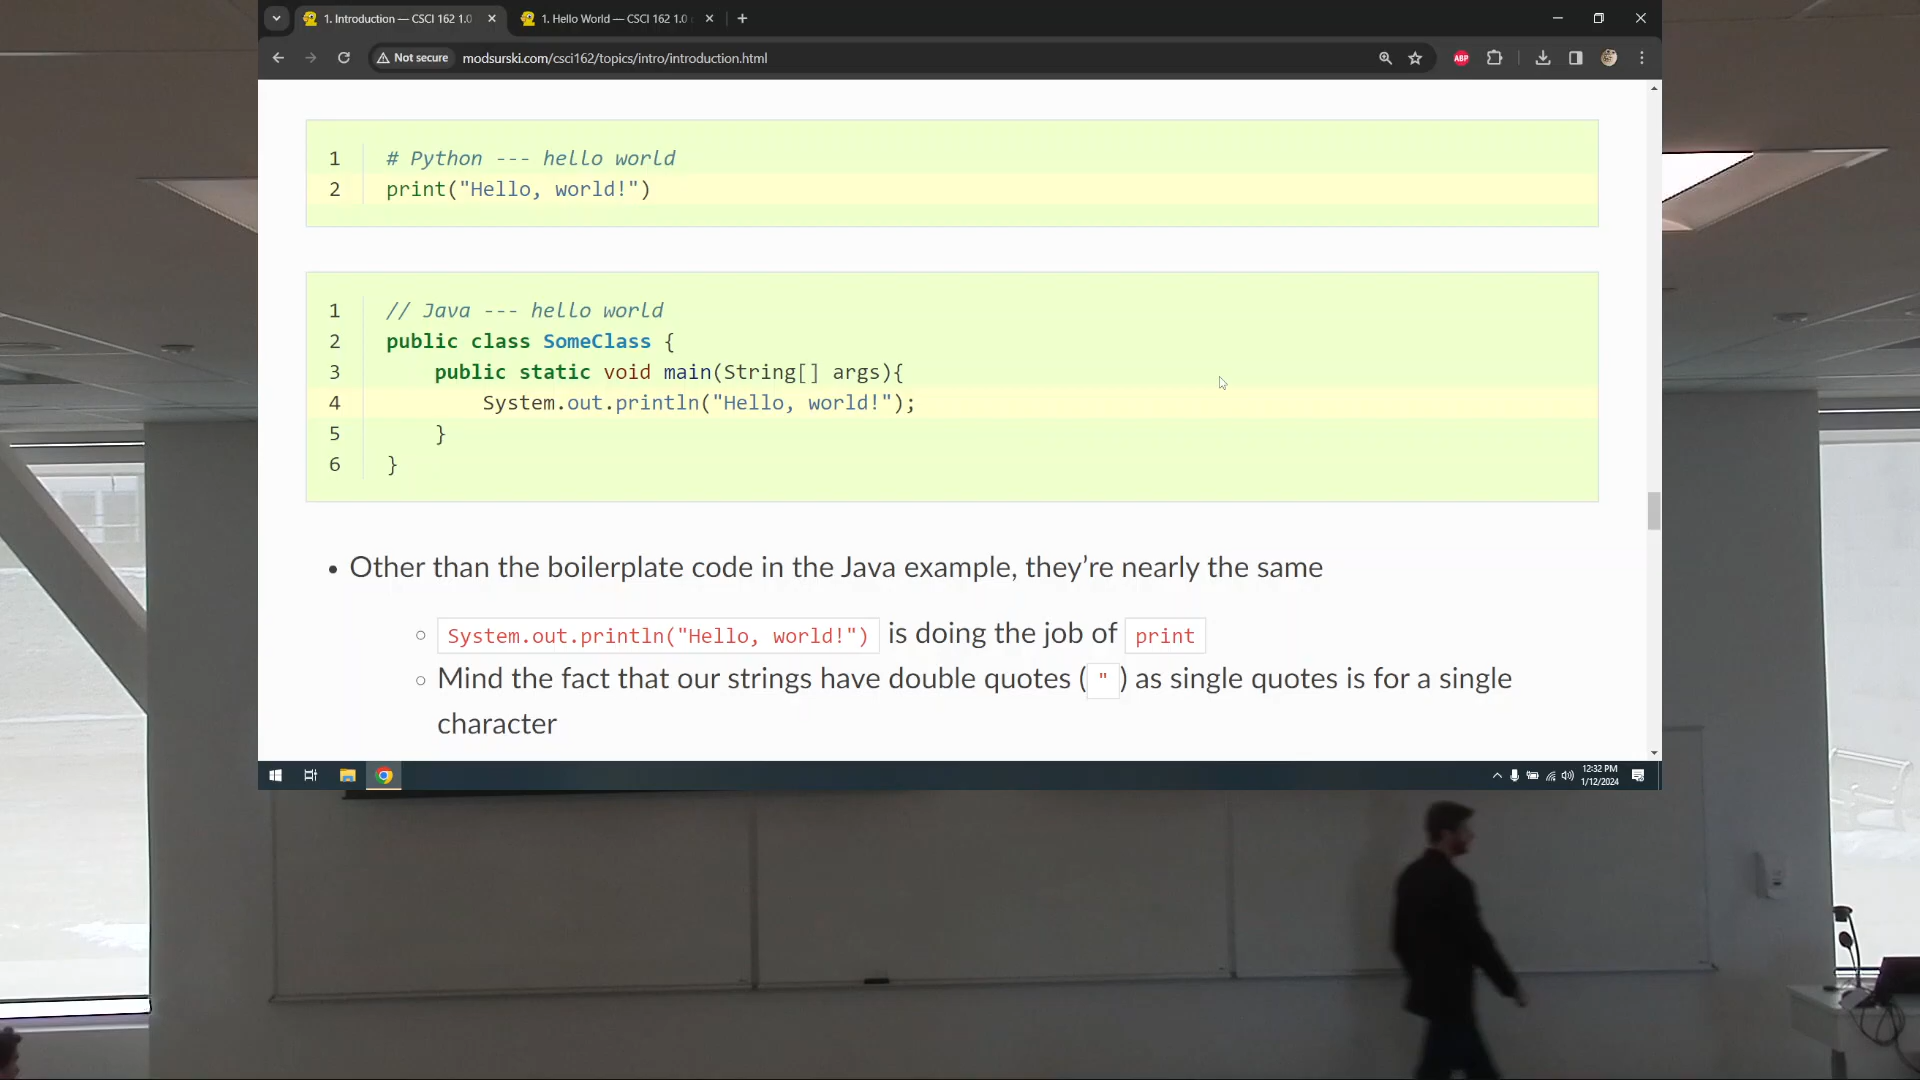 1. Introduction — CSCI 162 1.0
1. Hello World — CSCI 162 1.0
Not secure
modsurski.com/csci162/topics/intro/introduction.html
ABP
1 # Python --- hello world
2 print("Hello, world!")
1 // Java --- hello world
2 public class SomeClass {
3 public static void main(String[] args){
4 System.out.println("Hello, world!");
5 }
6 }
• Other than the boilerplate code in the Java example, they’re nearly the same
System.out.println("Hello, world!") is doing the job of print
Mind the fact that our strings have double quotes (") as single quotes is for a single
character
12:32 PM
1/12/2024